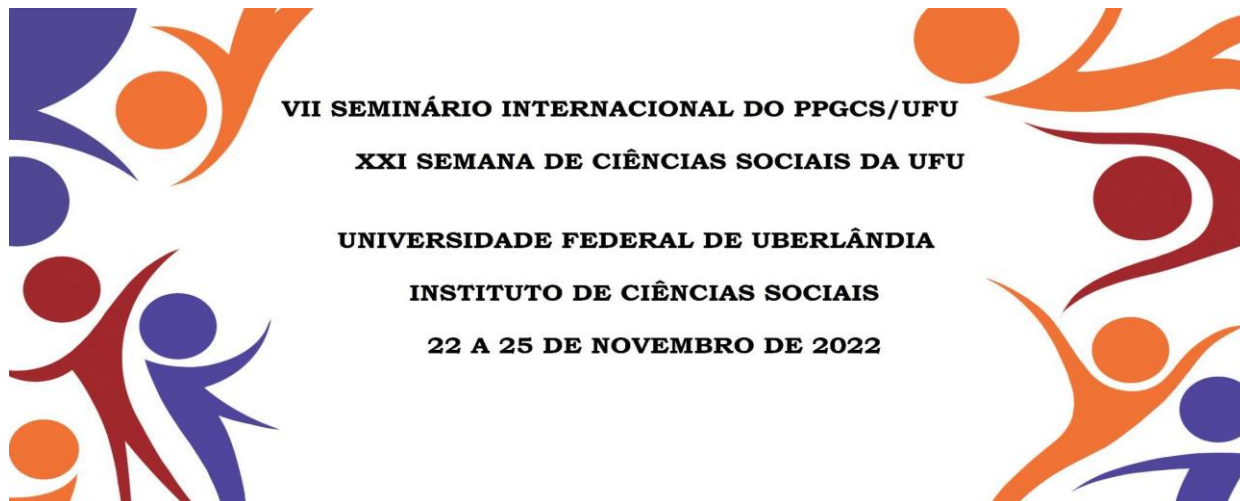 VII SEMINÁRIO INTERNACIONAL DO PPGCS/UFU
XXI SEMANA DE CIÊNCIAS SOCIAIS DA UFU
UNIVERSIDADE FEDERAL DE UBERLÂNDIA
INSTITUTO DE CIÊNCIAS SOCIAIS
22 A 25 DE NOVEMBRO DE 2022